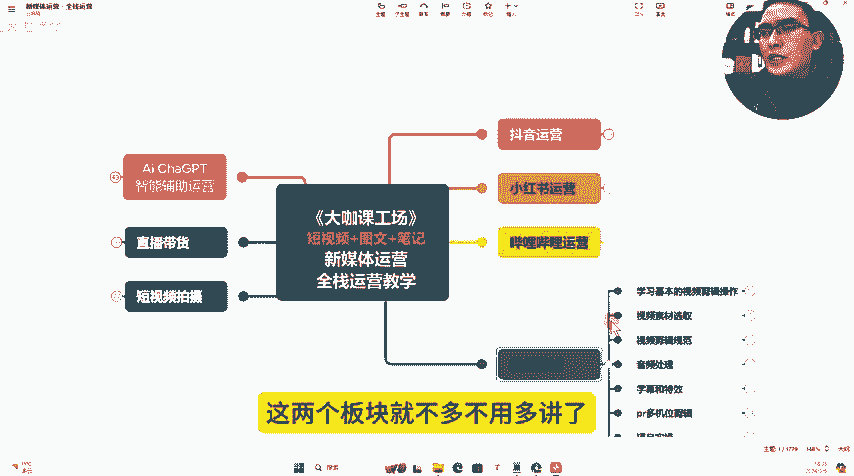 新媒体运营 - 全栈运营
抖音运营
Ai ChaGPT
智能辅助运营
小红书运营
《大咖课工场》
短视频+图文+笔记
新媒体运营
全栈运营教学
直播带货
哔哩哔哩运营
短视频拍摄
学习基本的视频剪辑操作
视频素材选取
视频剪辑规范
音频处理
字幕和特效
pr多机位剪辑
这两个板块就不多不用多讲了
搜索